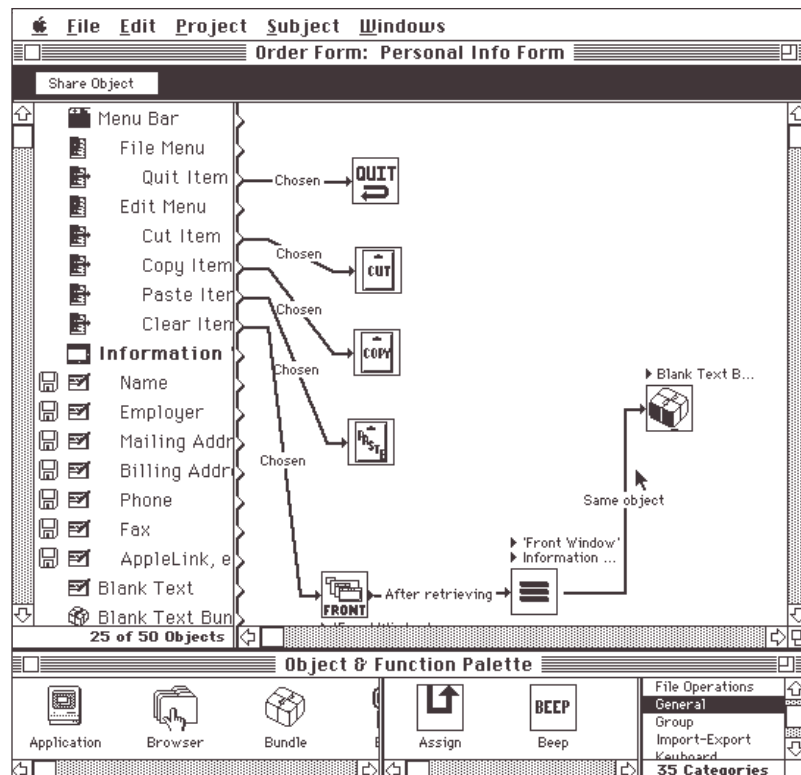 File Edit Project Subject Windows
Order Form: Personal Info Form
Share Object
Menu Bar
File Menu
Quit Item
Edit Menu
Cut Item
Copy Item
Paste Iter
Clear Iten
Information
Name
Employer
Mailing Addr
Billing Addr
Phone
Fax
AppleLink, e
Blank Text
Blank Text Bun
25 of 50 Objects
Chosen
QUIT
Chosen
CUT
Chosen
COPY
Chosen
PASTE
Chosen
FRONT
After retrieving
'Front Window'
Information ...
Same object
Blank Text B...
Object & Function Palette
Application
Browser
Bundle
Assign
BEEP
Beep
File Operations
General
Group
Import-Export
Keyboard
35 Categories